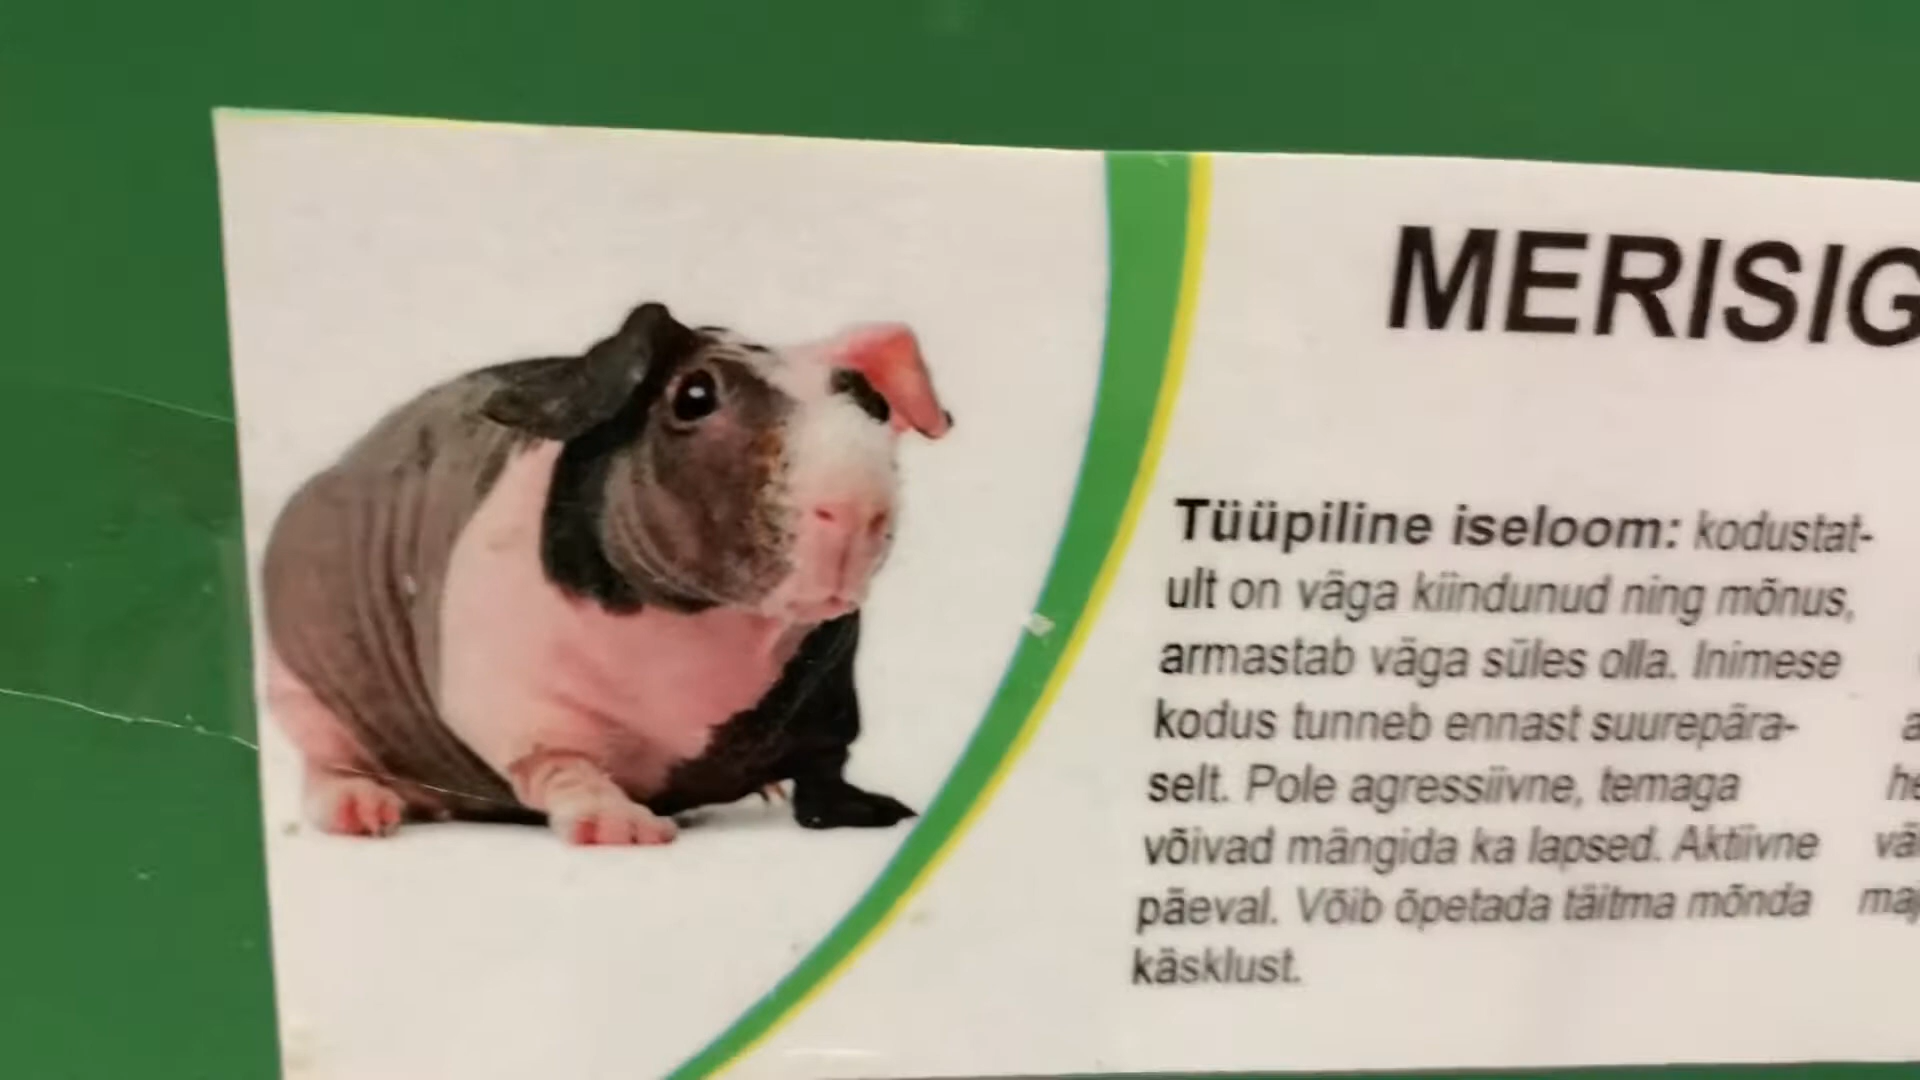 MERISIG
Tüüpiline iseloom: kodustat-
ult on väga kiindunud ning mõnus,
armastab väga süles olla. Inimese
kodus tunneb ennast suurepära-
selt. Pole agressiivne, temaga
võivad mängida ka lapsed. Aktiivne
päeval. Võib õpetada täitma mõnda
käsklust.